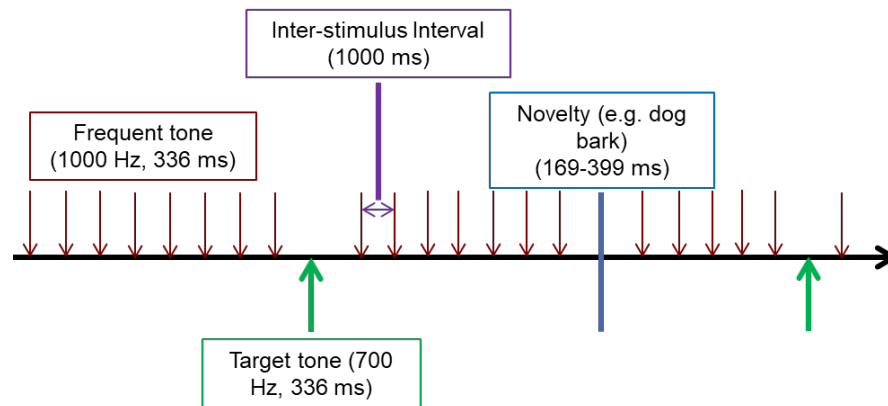 Inter-stimulus Interval
(1000 ms)
Frequent tone
(1000 Hz, 336 ms)
Novelty (e.g. dog
bark)
(169-399 ms)
Target tone (700
Hz, 336 ms)